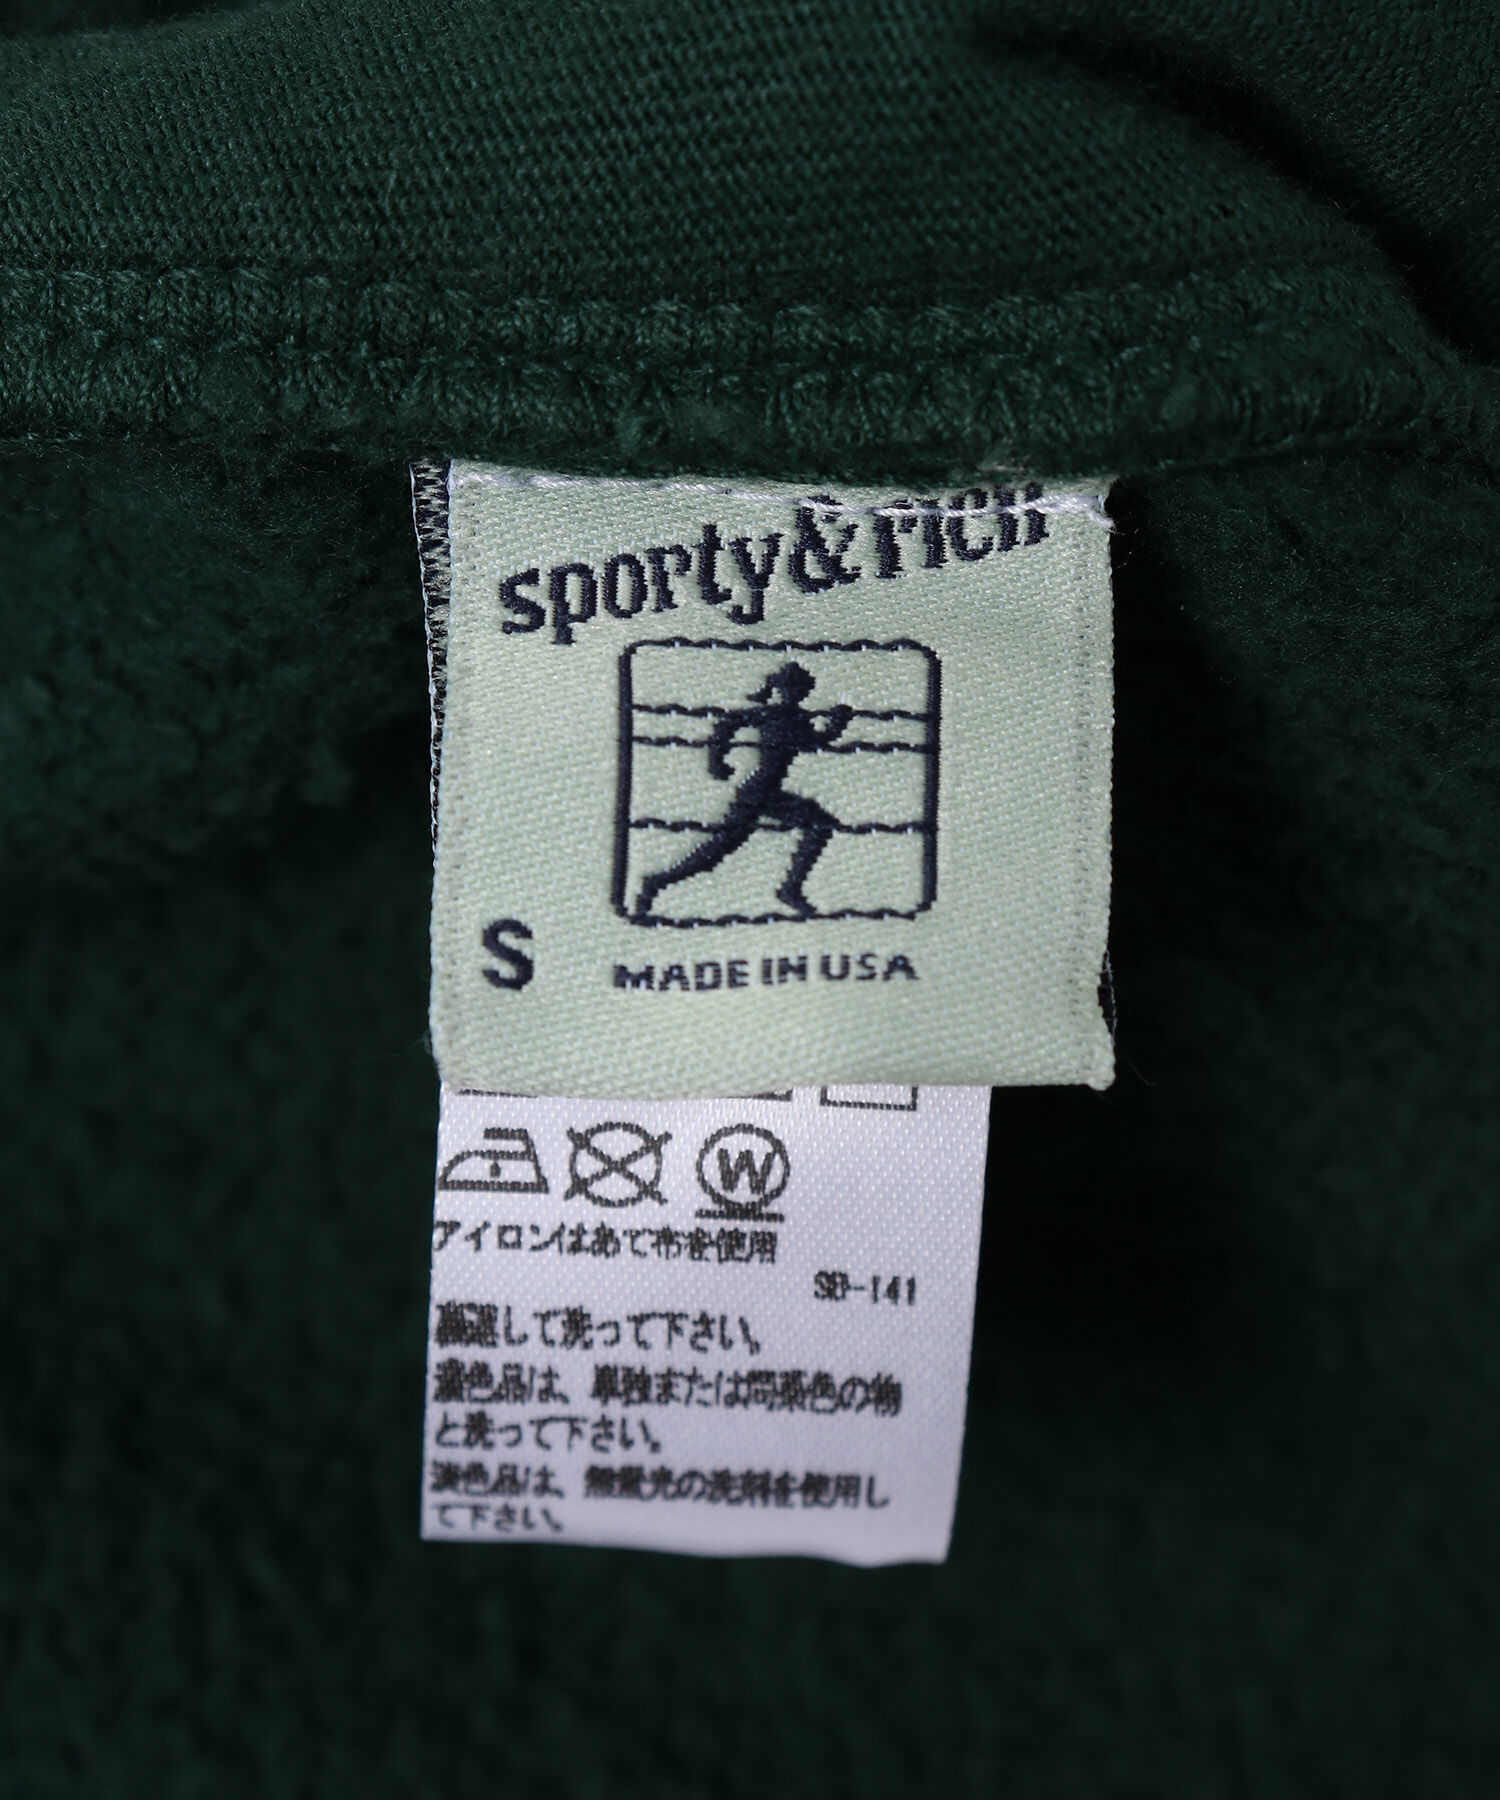 sporty&rich
S
MADE IN USA
W
アイロンはあて布を使用
SB-141
裏返して洗って下さい。
濃色品は、単独または同系色の物
と洗って下さい。
淡色品は、無蛍光の洗剤を使用し
て下さい。